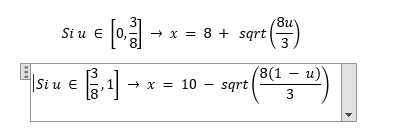 Si u ∈ [0, 3/8] → x = 8 + sqrt(8u/3)
Si u ∈ [3/8, 1] → x = 10 − sqrt(8(1 − u)/3)